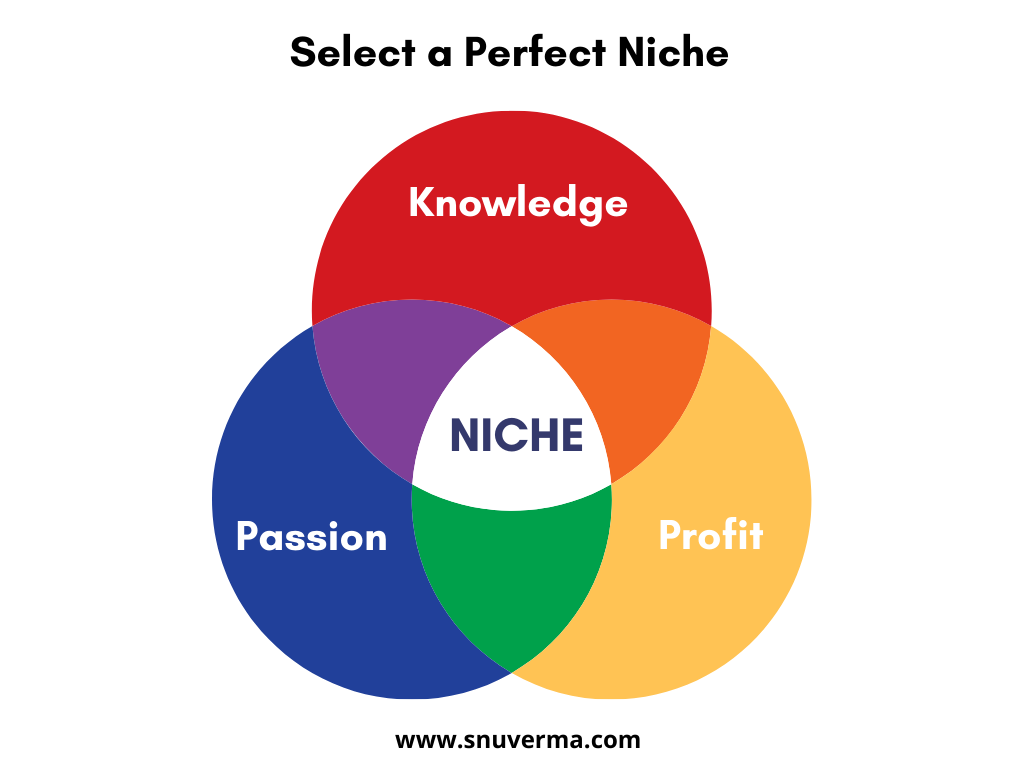 Select a Perfect Niche
Knowledge
NICHE
Passion
Profit
www.snuverma.com